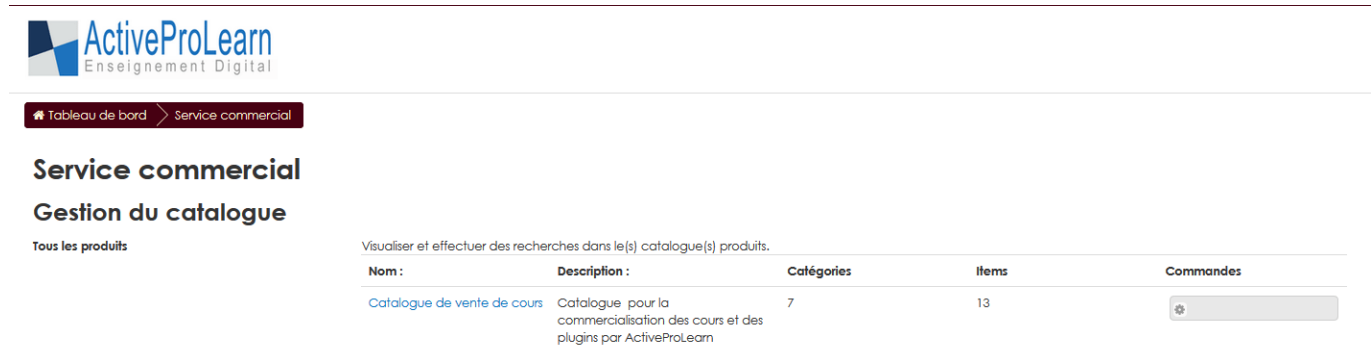 ActiveProLearn
Enseignement Digital
Tableau de bord Service commercial
Service commercial
Gestion du catalogue
Tous les produits
Visualiser et effectuer des recherches dans le(s) catalogue(s) produits.
Nom : Description : Catégories Items Commandes
Catalogue de vente de cours Catalogue pour la 7 13
commercialisation des cours et des
plugins par ActiveProLearn